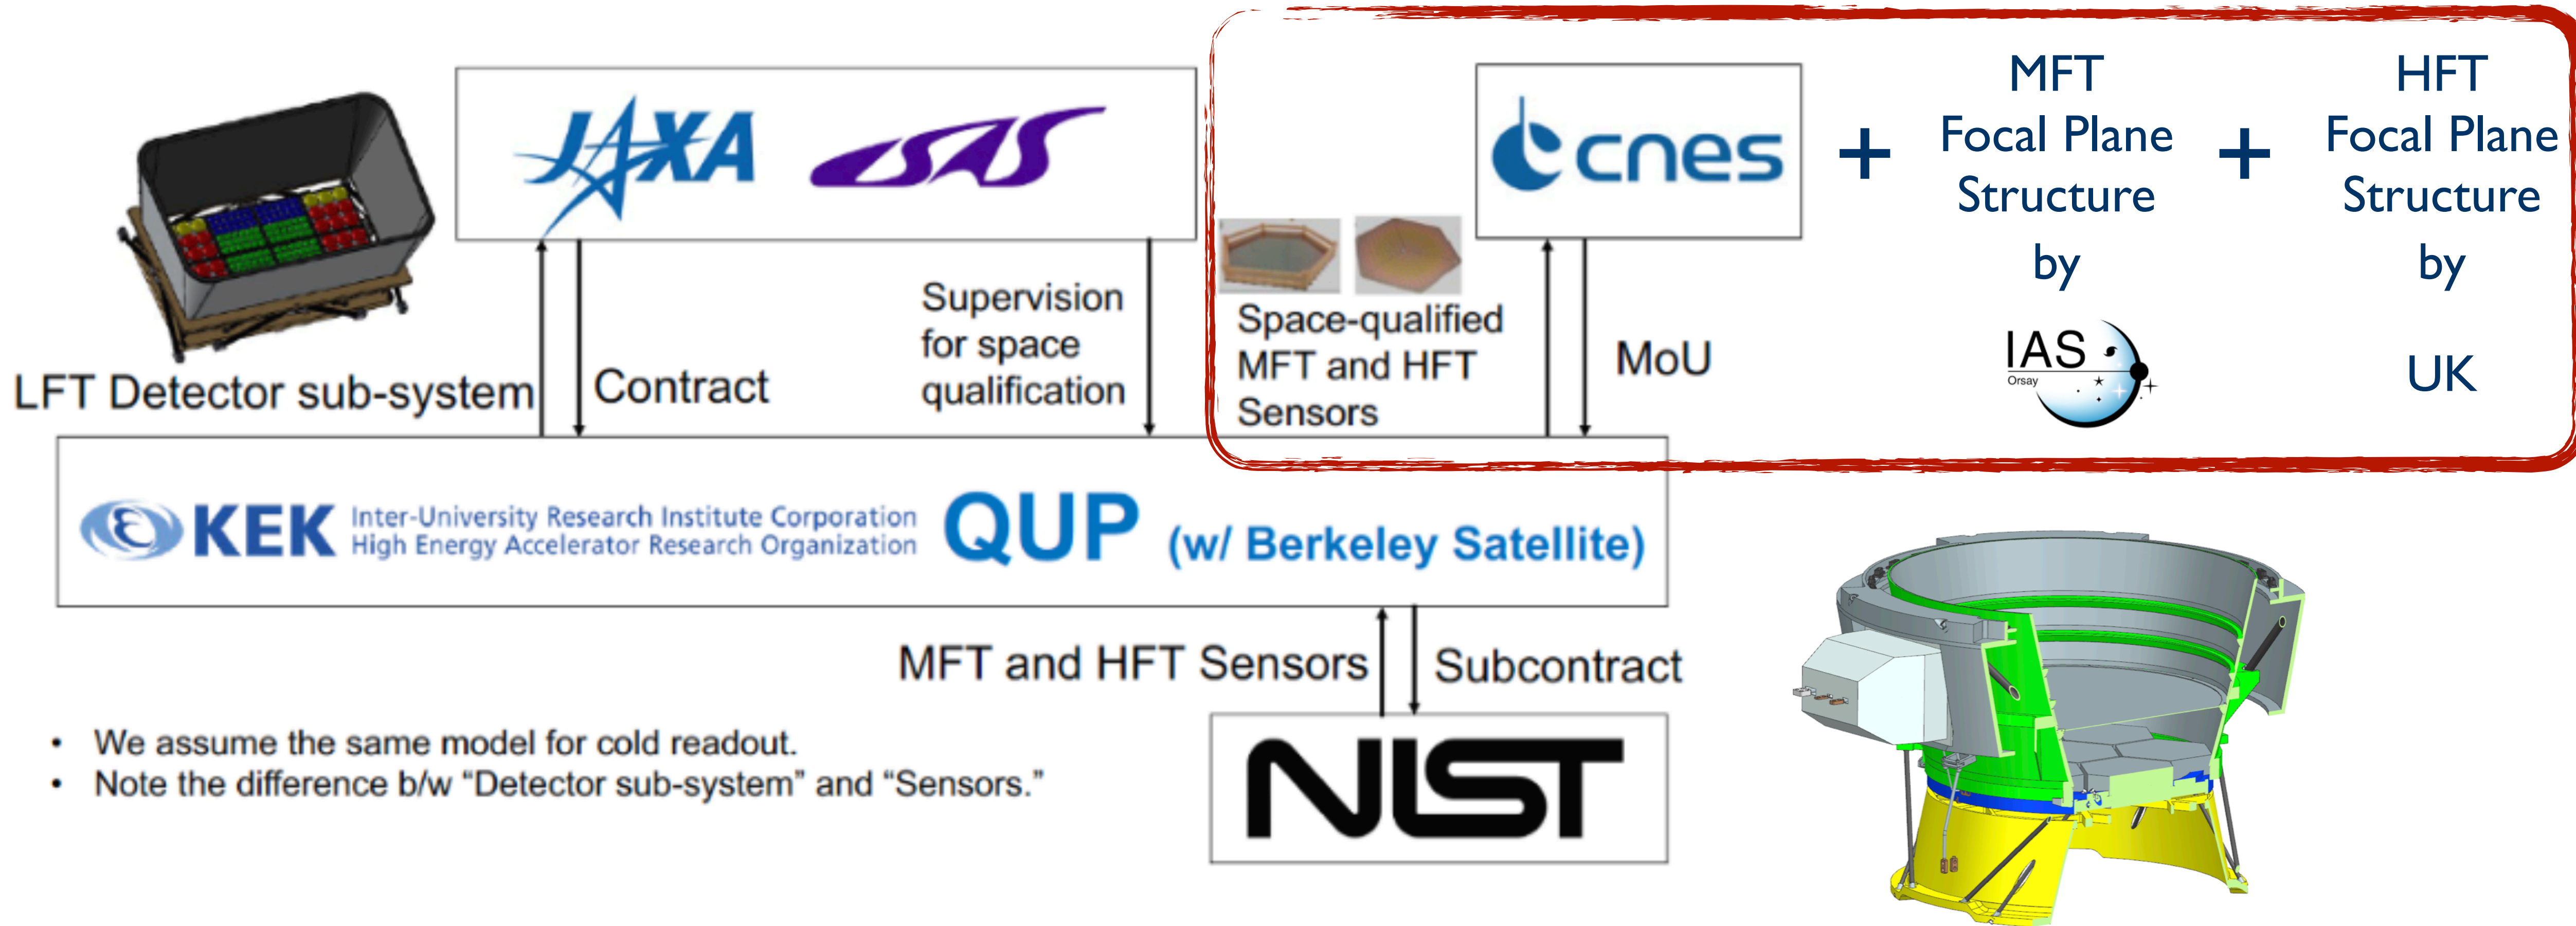 JAXA
ISAS
cnes
+
MFT
Focal Plane
Structure
by
IAS
Orsay
+
HFT
Focal Plane
Structure
by
UK
LFT Detector sub-system
Contract
Supervision
for space
qualification
Space-qualified
MFT and HFT
Sensors
MoU
KEK
Inter-University Research Institute Corporation
High Energy Accelerator Research Organization
QUP (w/ Berkeley Satellite)
MFT and HFT Sensors
Subcontract
NIST
• We assume the same model for cold readout.
• Note the difference b/w “Detector sub-system” and “Sensors.”